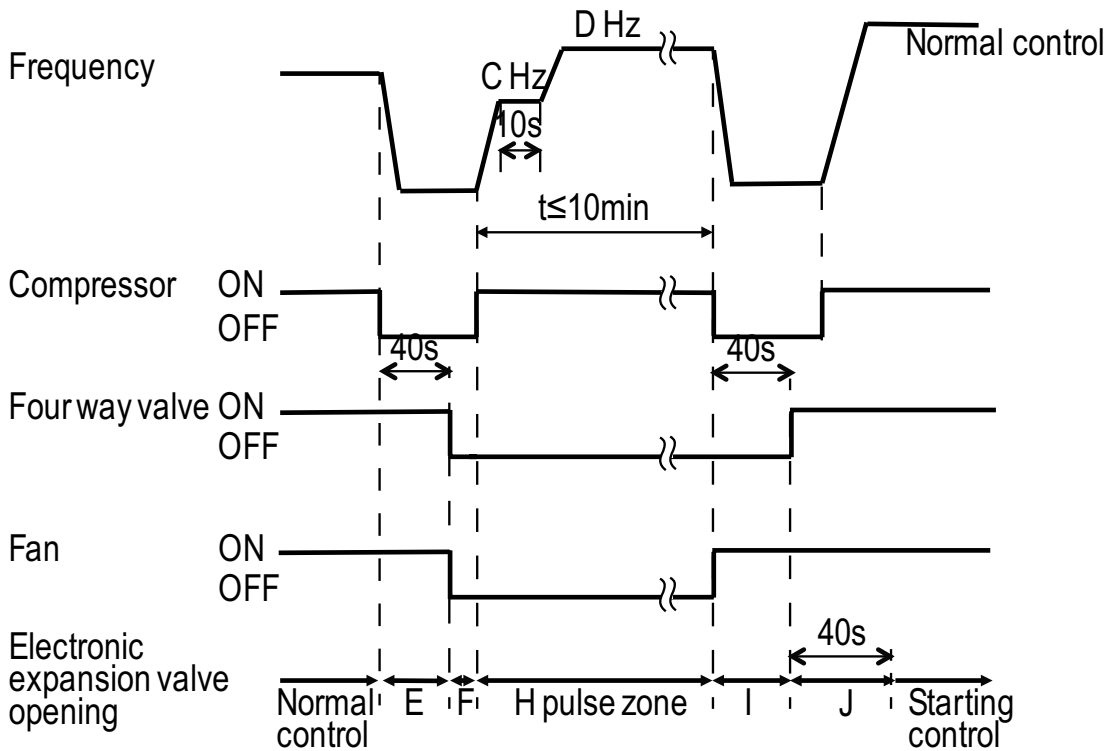 D Hz
Normal control
Frequency
C Hz
10s
t≤10min
Compressor ON
OFF
40s 40s
Four way valve ON
OFF
Fan ON
OFF
40s
Electronic
expansion valve
opening
Normal
control
E F H pulse zone I J Starting
control